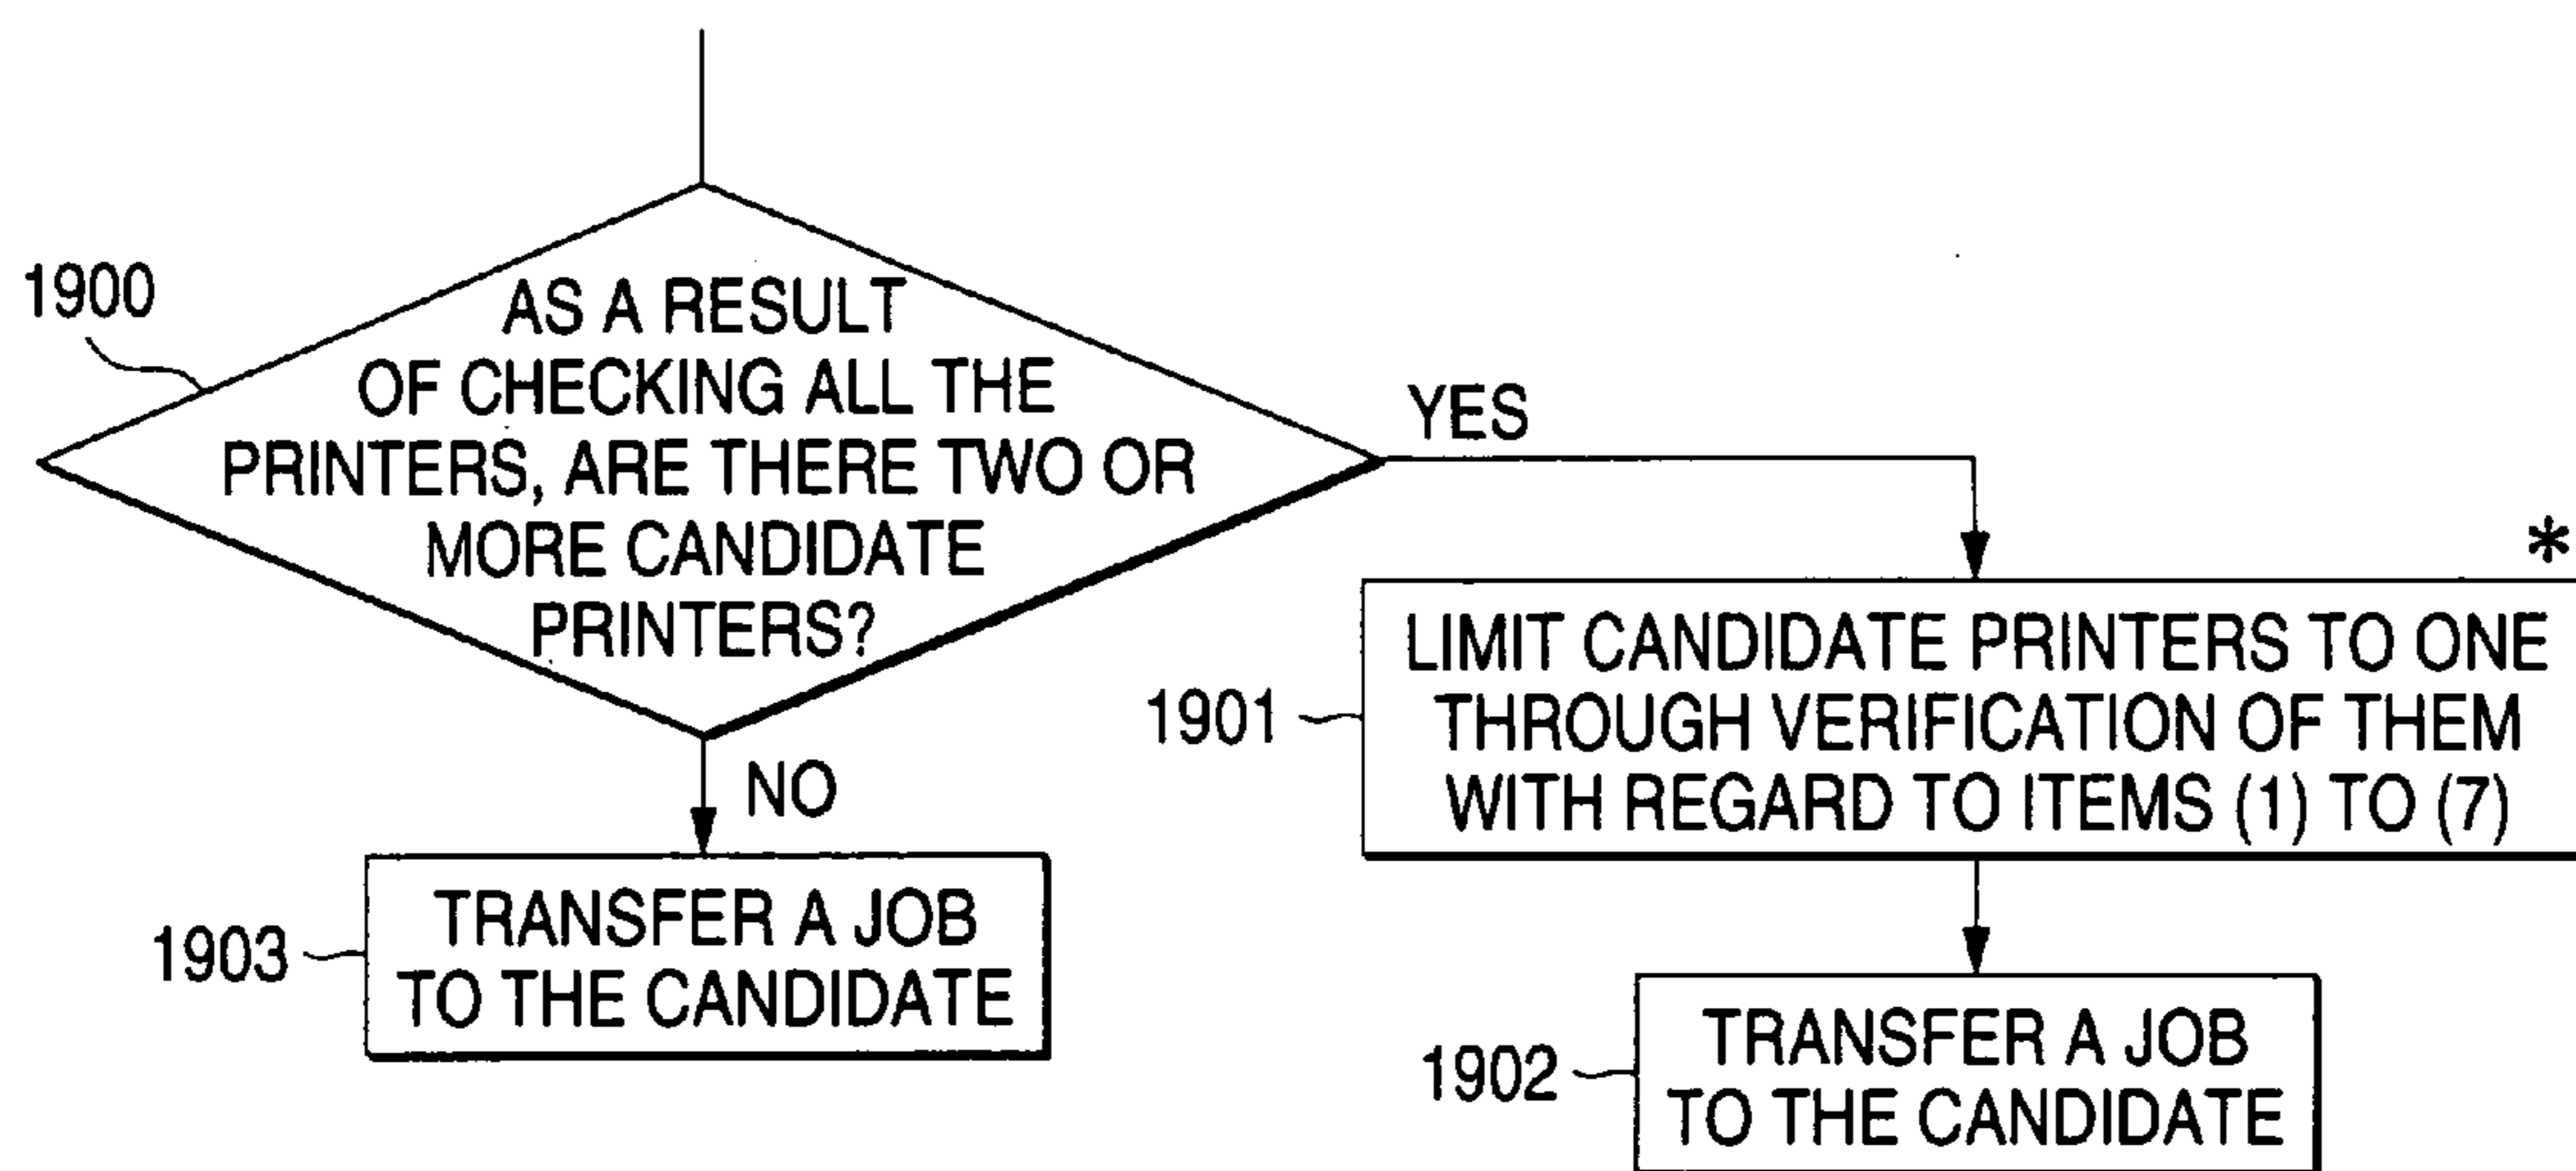 1900
AS A RESULT
OF CHECKING ALL THE
PRINTERS, ARE THERE TWO OR
MORE CANDIDATE
PRINTERS?
YES
NO
*
1901
LIMIT CANDIDATE PRINTERS TO ONE
THROUGH VERIFICATION OF THEM
WITH REGARD TO ITEMS (1) TO (7)
1903
TRANSFER A JOB
TO THE CANDIDATE
1902
TRANSFER A JOB
TO THE CANDIDATE